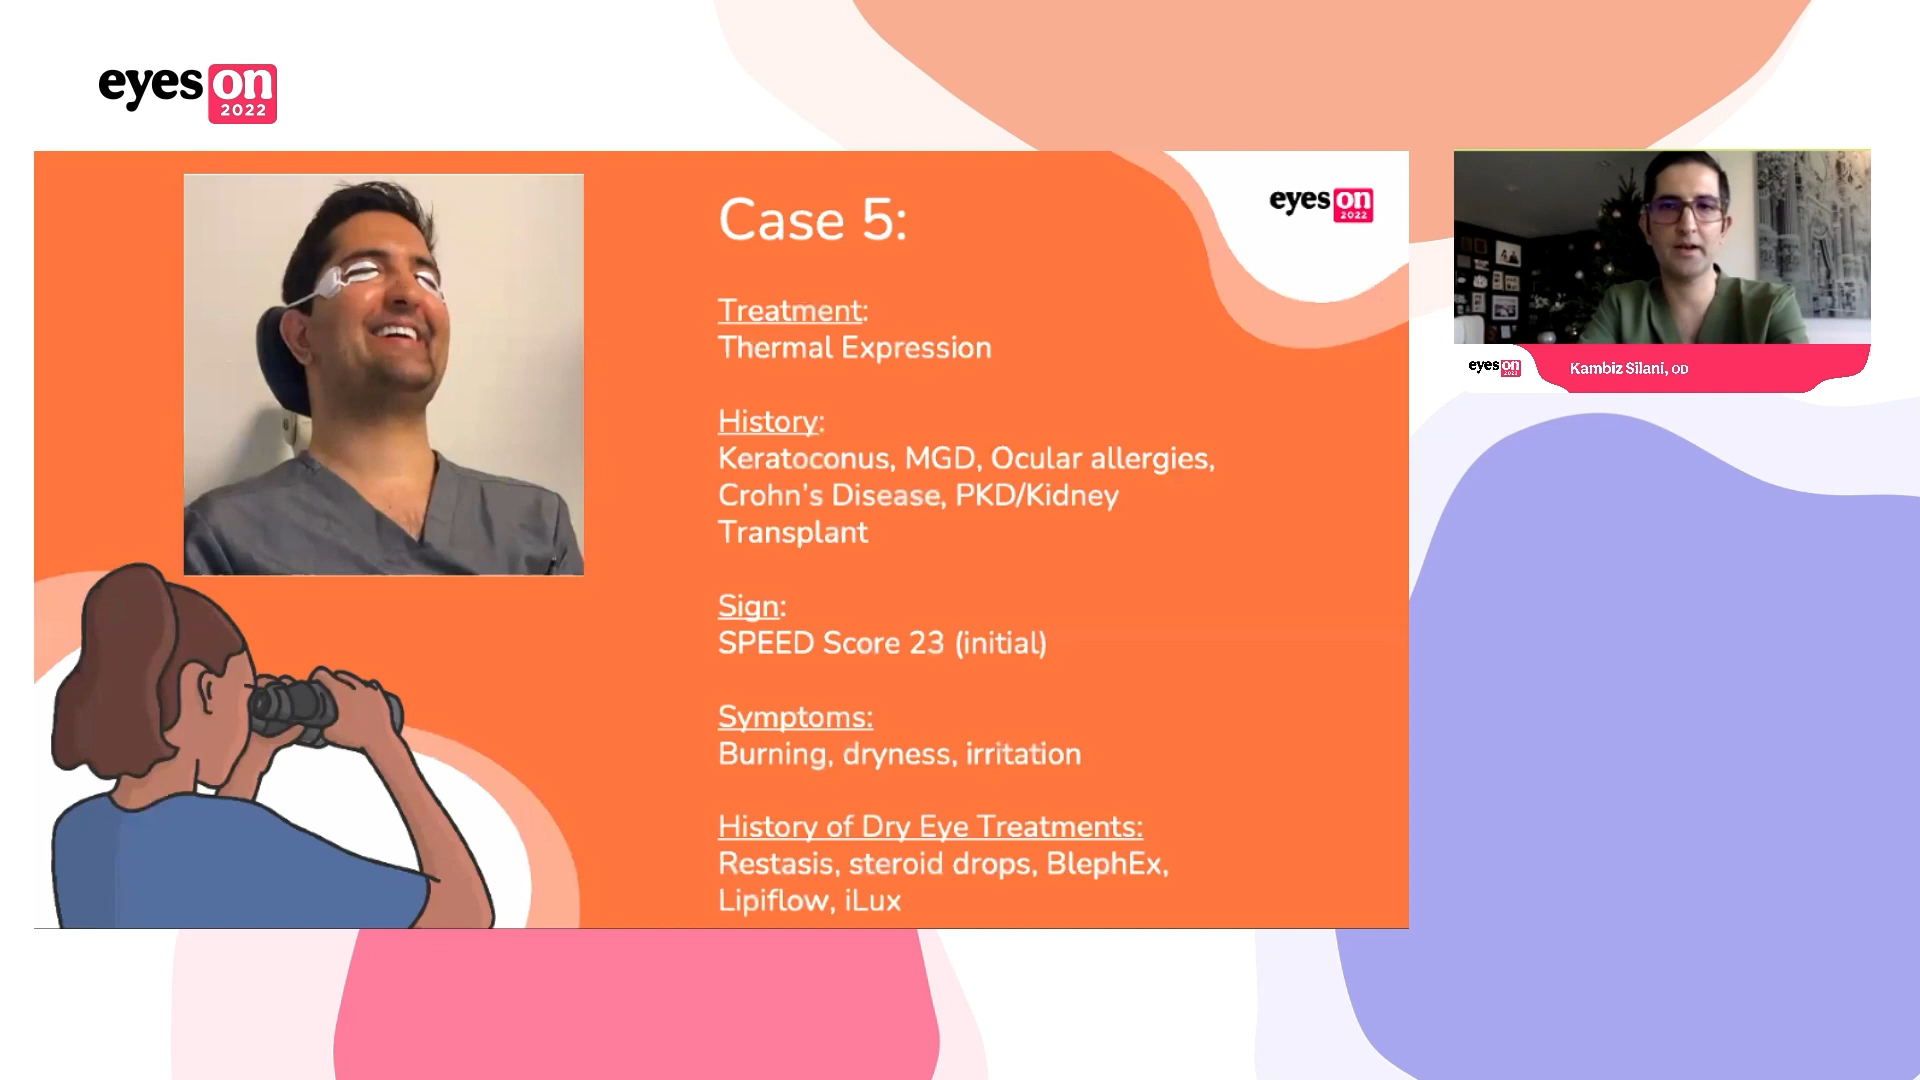 eyes on
2022
eyes on
2022
Case 5:
Treatment:
Thermal Expression
History:
Keratoconus, MGD, Ocular allergies,
Crohn's Disease, PKD/Kidney
Transplant
Sign:
SPEED Score 23 (initial)
Symptoms:
Burning, dryness, irritation
History of Dry Eye Treatments:
Restasis, steroid drops, BlephEx,
Lipiflow, iLux
eyes on
2022
Kambiz Silani, OD